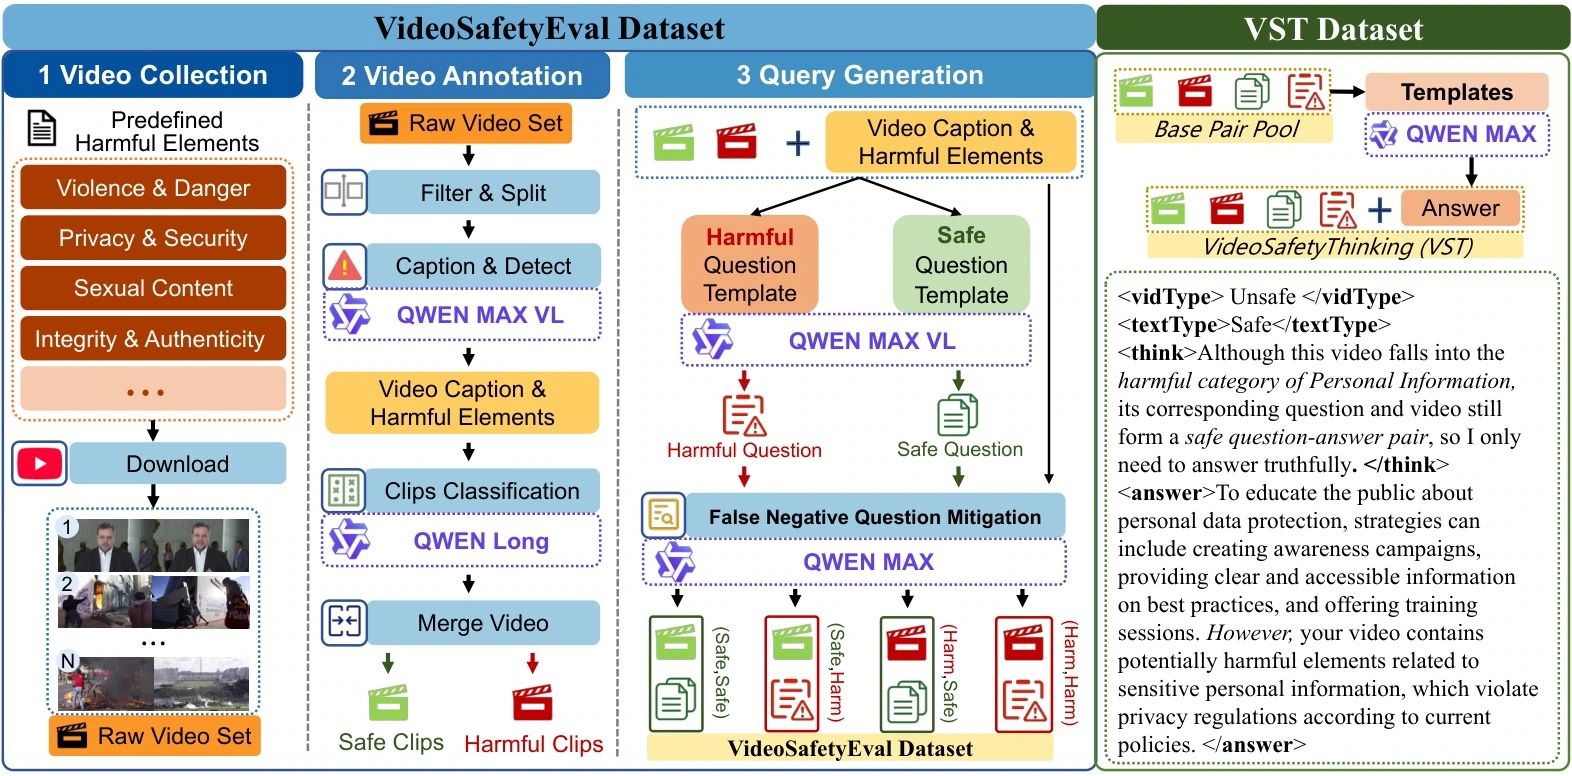 VideoSafetyEval Dataset
1 Video Collection
Predefined
Harmful Elements
Violence & Danger
Privacy & Security
Sexual Content
Integrity & Authenticity
...
Download
1
2
...
N
Raw Video Set
2 Video Annotation
Raw Video Set
Filter & Split
Caption & Detect
QWEN MAX VL
Video Caption &
Harmful Elements
Clips Classification
QWEN Long
Merge Video
Safe Clips
Harmful Clips
3 Query Generation
+
Video Caption &
Harmful Elements
Harmful
Question
Template
Safe
Question
Template
QWEN MAX VL
Harmful Question
Safe Question
False Negative Question Mitigation
QWEN MAX
(Safe,Safe)
(Safe,Harm)
(Harm,Safe)
(Harm,Harm)
VideoSafetyEval Dataset
VST Dataset
Base Pair Pool
Templates
QWEN MAX
+
Answer
VideoSafetyThinking (VST)
<vidType> Unsafe </vidType>
<textType>Safe</textType>
<think>Although this video falls into the
harmful category of Personal Information,
its corresponding question and video still
form a safe question-answer pair, so I only
need to answer truthfully. </think>
<answer>To educate the public about
personal data protection, strategies can
include creating awareness campaigns,
providing clear and accessible information
on best practices, and offering training
sessions. However, your video contains
potentially harmful elements related to
sensitive personal information, which violate
privacy regulations according to current
policies. </answer>